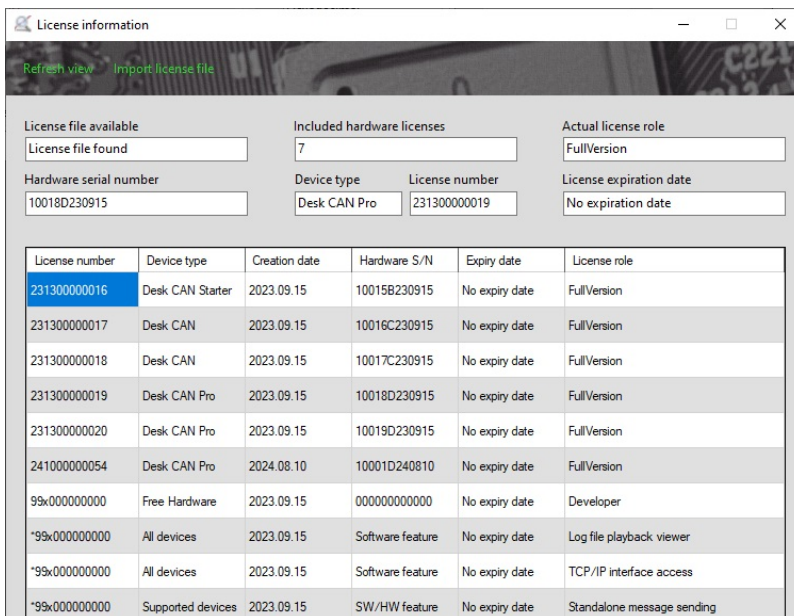 License information
Refresh view Import license file
C221
License file available Included hardware licenses Actual license role
License file found 7 FullVersion
Hardware serial number Device type License number License expiration date
10018D230915 Desk CAN Pro 231300000019 No expiration date
License number Device type Creation date Hardware S/N Expiry date License role
231300000016 Desk CAN Starter 2023.09.15 10015B230915 No expiry date FullVersion
231300000017 Desk CAN 2023.09.15 10016C230915 No expiry date FullVersion
231300000018 Desk CAN 2023.09.15 10017C230915 No expiry date FullVersion
231300000019 Desk CAN Pro 2023.09.15 10018D230915 No expiry date FullVersion
231300000020 Desk CAN Pro 2023.09.15 10019D230915 No expiry date FullVersion
241000000054 Desk CAN Pro 2024.08.10 10001D240810 No expiry date FullVersion
99x000000000 Free Hardware 2023.09.15 000000000000 No expiry date Developer
*99x000000000 All devices 2023.09.15 Software feature No expiry date Log file playback viewer
*99x000000000 All devices 2023.09.15 Software feature No expiry date TCP/IP interface access
*99x000000000 Supported devices 2023.09.15 SW/HW feature No expiry date Standalone message sending